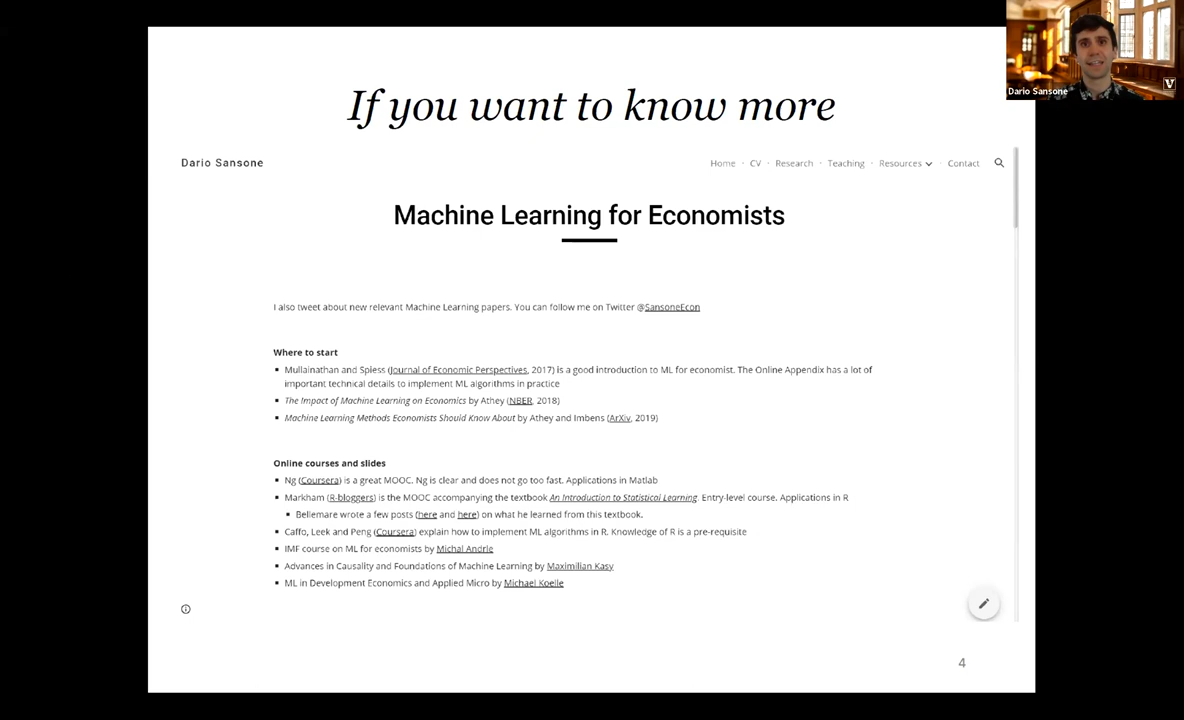 If you want to know more
Dario Sansone
V
Dario Sansone
Home · CV · Research · Teaching · Resources · Contact
Machine Learning for Economists
I also tweet about new relevant Machine Learning papers. You can follow me on Twitter @SansoneEcon
Where to start
▪ Mullainathan and Spiess (Journal of Economic Perspectives, 2017) is a good introduction to ML for economist. The Online Appendix has a lot of
important technical details to implement ML algorithms in practice
▪ The Impact of Machine Learning on Economics by Athey (NBER, 2018)
▪ Machine Learning Methods Economists Should Know About by Athey and Imbens (ArXiv, 2019)
Online courses and slides
▪ Ng (Coursera) is a great MOOC. Ng is clear and does not go too fast. Applications in Matlab
▪ Markham (R-bloggers) is the MOOC accompanying the textbook An Introduction to Statistical Learning. Entry-level course. Applications in R
▪ Bellemare wrote a few posts (here and here) on what he learned from this textbook.
▪ Caffo, Leek and Peng (Coursera) explain how to implement ML algorithms in R. Knowledge of R is a pre-requisite
▪ IMF course on ML for economists by Michal Andrle
▪ Advances in Causality and Foundations of Machine Learning by Maximilian Kasy
▪ ML in Development Economics and Applied Micro by Michael Koelle
4